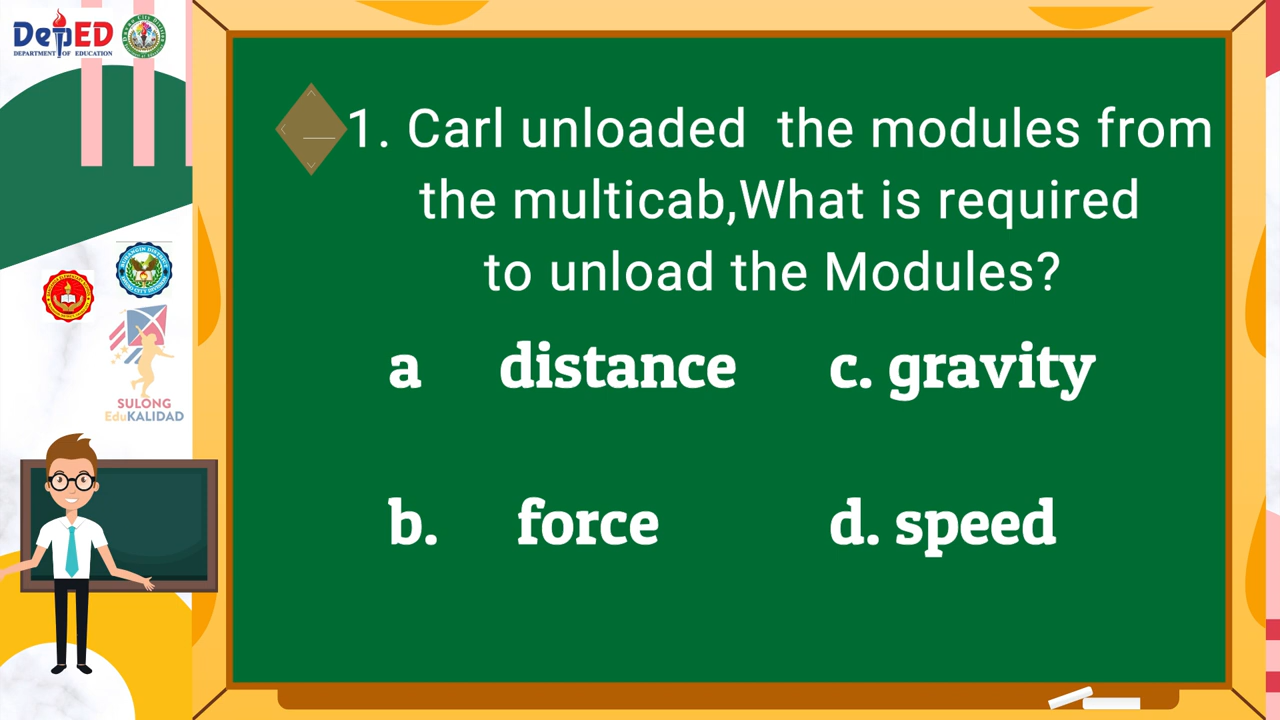 DepED
DEPARTMENT OF EDUCATION
1. Carl unloaded the modules from
the multicab,What is required
to unload the Modules?
a distance c. gravity
b. force d. speed
SULONG
EduKALIDAD